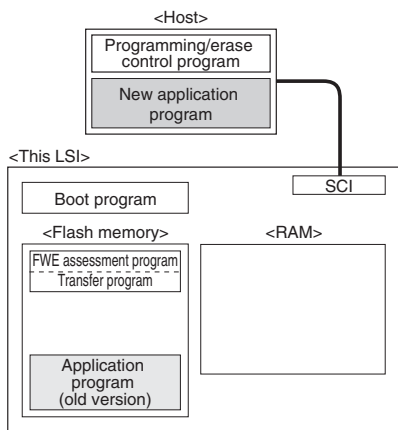 <Host>
Programming/erase
control program
New application
program
<This LSI>
SCI
Boot program
<Flash memory>
<RAM>
FWE assessment program
Transfer program
Application
program
(old version)